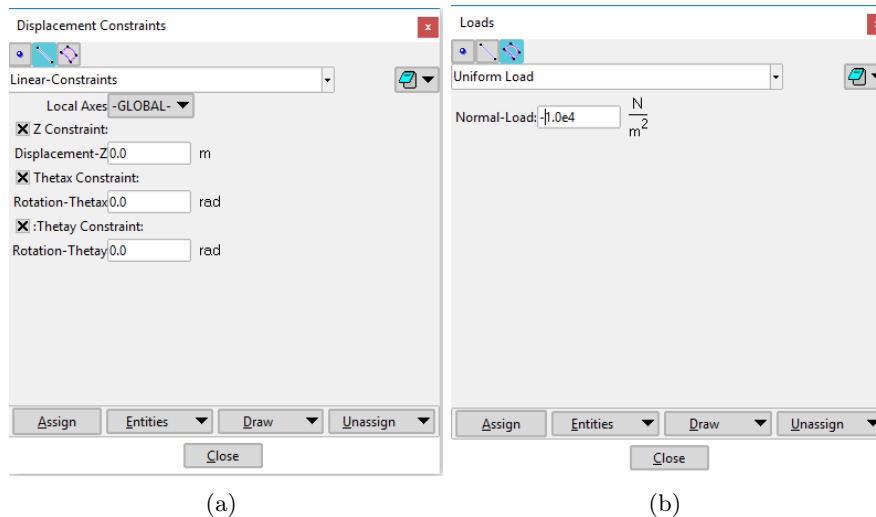 Displacement Constraints
x
Linear-Constraints
Local Axes -GLOBAL-
Z Constraint:
Displacement-Z 0.0 m
Thetax Constraint:
Rotation-Thetax 0.0 rad
:Thetay Constraint:
Rotation-Thetay 0.0 rad
Assign Entities Draw Unassign
Close
(a)
Loads
x
Uniform Load
Normal-Load: -1.0e4 N/m²
Assign Entities Draw Unassign
Close
(b)